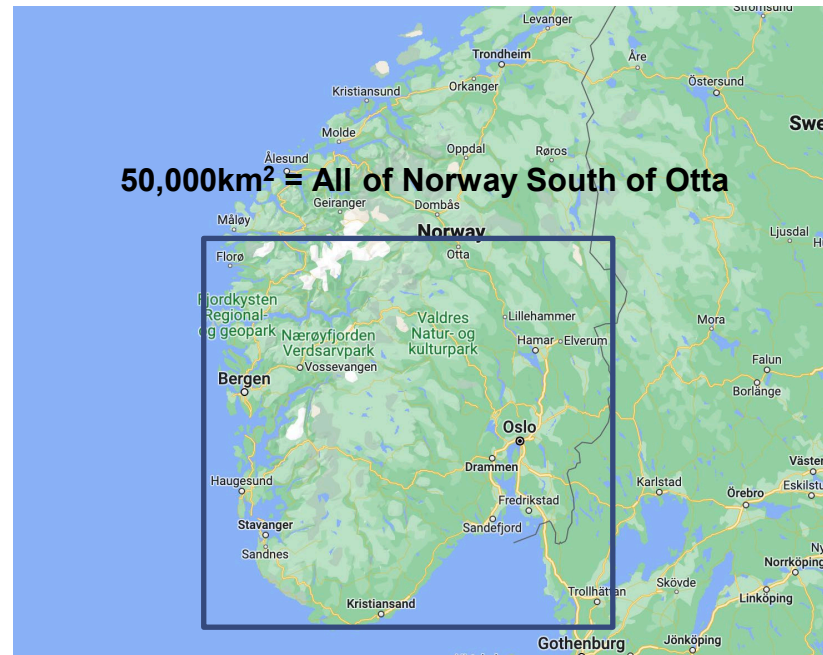 Strömsund
Levanger
Trondheim
Åre
Orkanger
Östersund
Kristiansund
Swe
Molde
Oppdal
Røros
Ålesund
50,000km² = All of Norway South of Otta
Geiranger
Dombås
Måløy
Norway
Ljusdal
H
Florø
Otta
Fjordkysten
Regional-
og geopark
Nærøyfjorden
Verdsarvpark
Valdres
Natur- og
kulturpark
Lillehammer
Mora
Hamar
Elverum
Vossevangen
Falun
Bergen
Borlänge
Oslo
Drammen
Väster
Haugesund
Karlstad
Eskilstu
Örebro
Fredrikstad
Stavanger
Sandefjord
Sandnes
Ny
Norrköping
Trollhättan
Skövde
Linköping
Kristiansand
Gothenburg
Jönköping